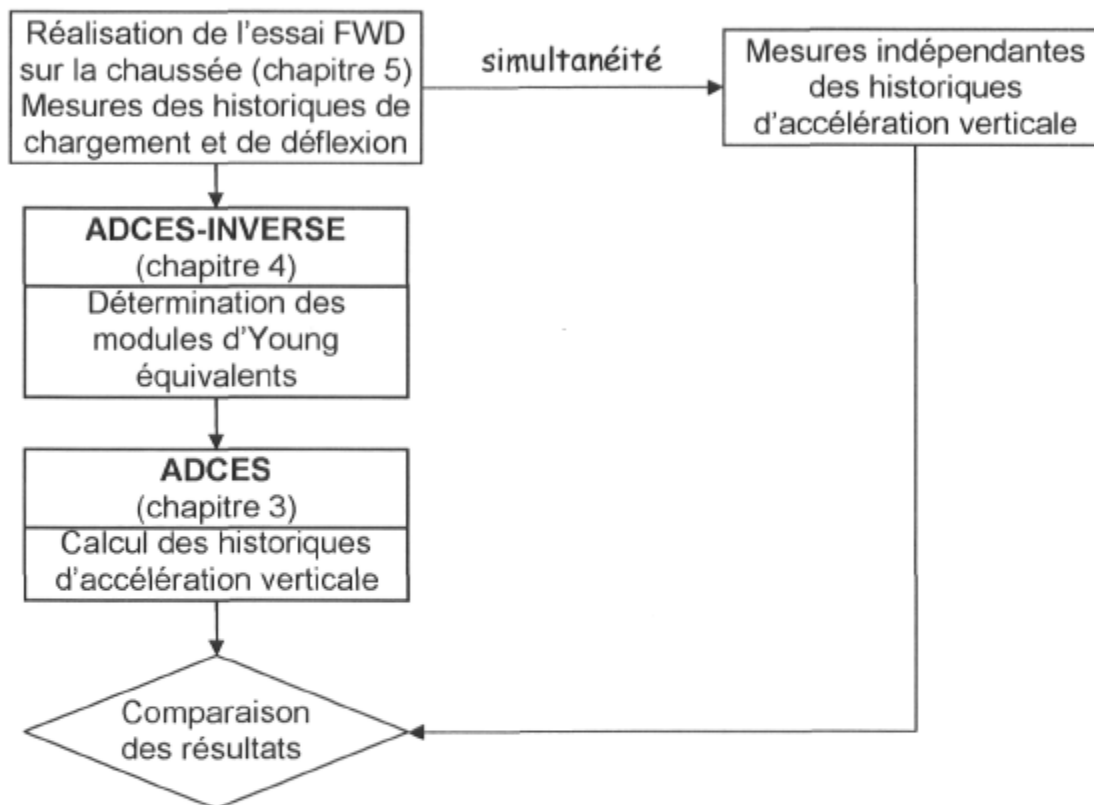 Réalisation de l'essai FWD
sur la chaussée (chapitre 5)
Mesures des historiques de
chargement et de déflexion
simultanéité
Mesures indépendantes
des historiques
d'accélération verticale
ADCES-INVERSE
(chapitre 4)
Détermination des
modules d'Young
équivalents
ADCES
(chapitre 3)
Calcul des historiques
d'accélération verticale
Comparaison
des résultats